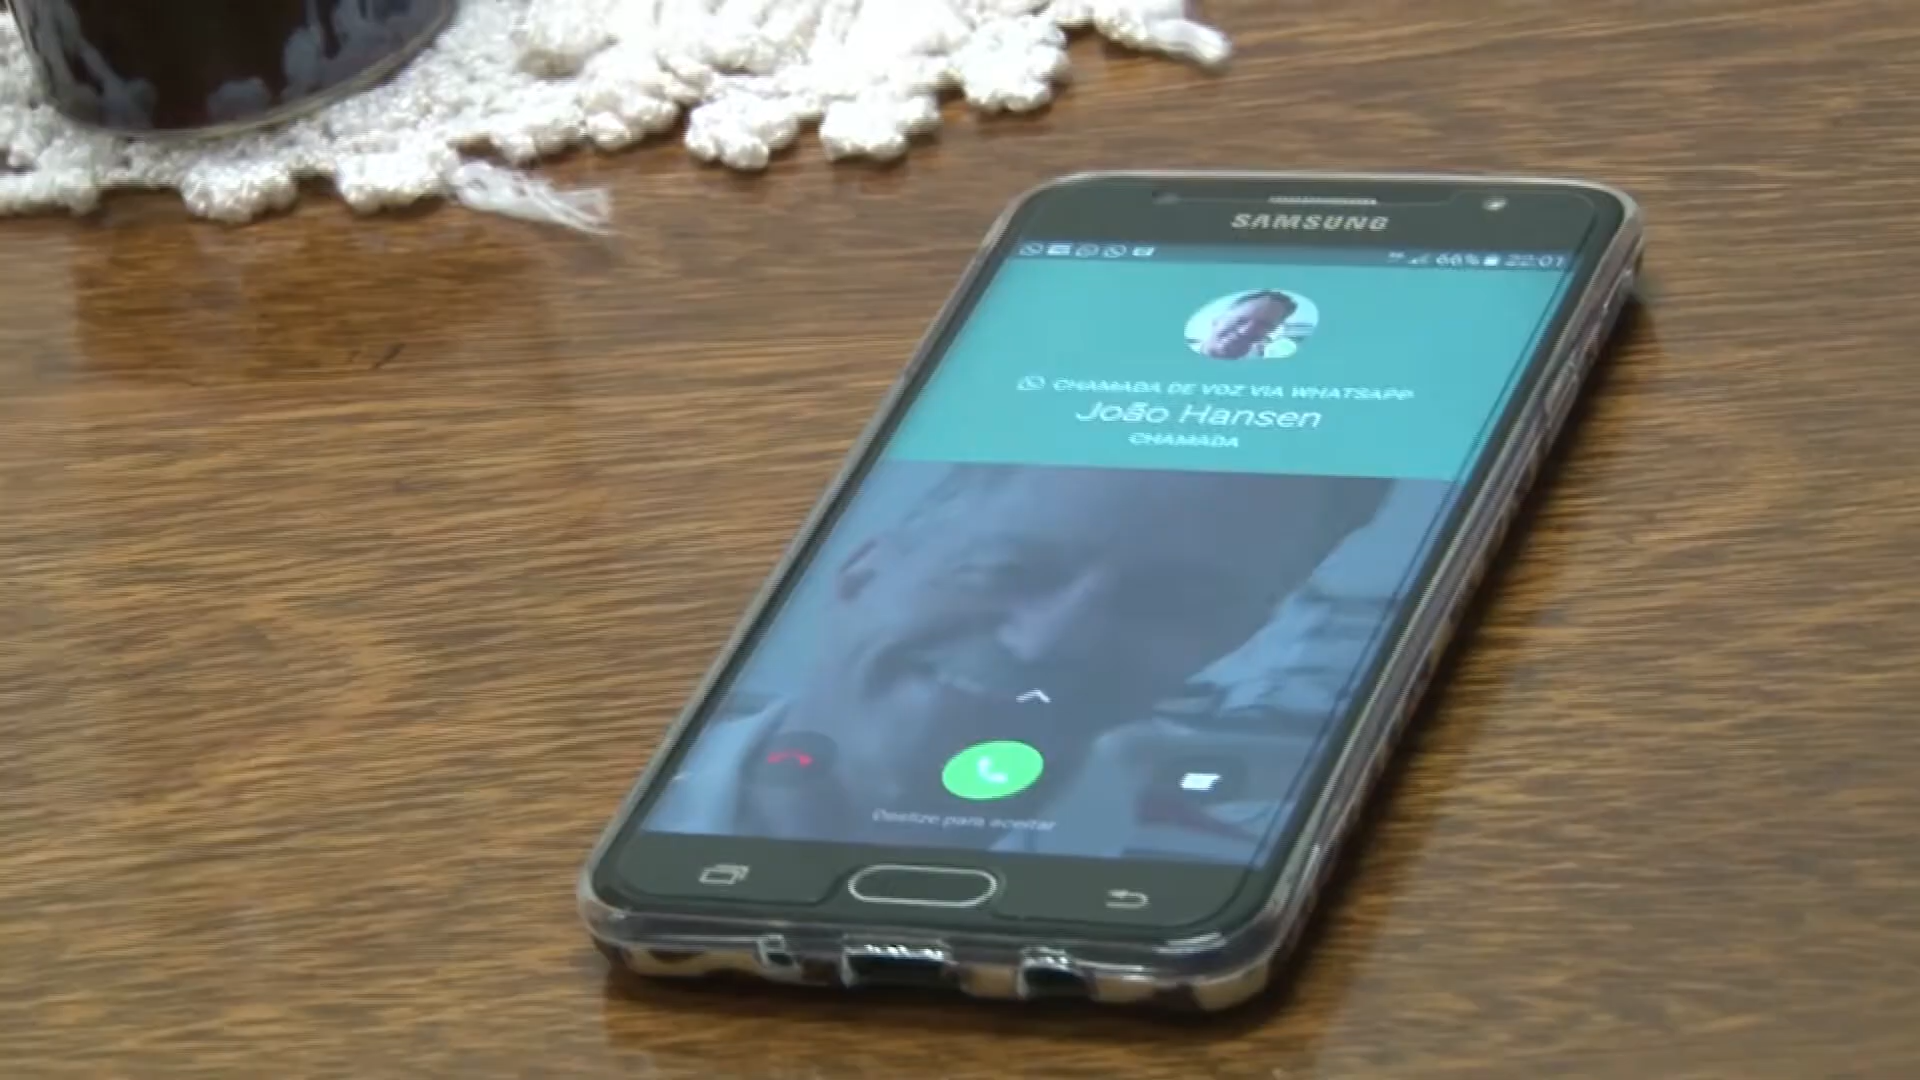 SAMSUNG
66% 22:01
CHAMADA DE VOZ VIA WHATSAPP
João Hansen
CHAMADA
Deslize para aceitar